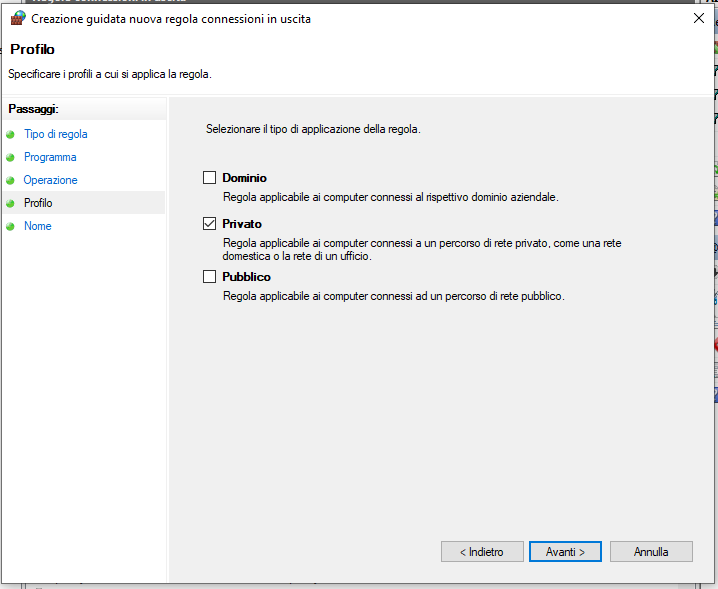 Creazione guidata nuova regola connessioni in uscita
Profilo
Specificare i profili a cui si applica la regola.
Passaggi:
Tipo di regola
Programma
Operazione
Profilo
Nome
Selezionare il tipo di applicazione della regola.
Dominio
Regola applicabile ai computer connessi al rispettivo dominio aziendale.
Privato
Regola applicabile ai computer connessi a un percorso di rete privato, come una rete
domestica o la rete di un ufficio.
Pubblico
Regola applicabile ai computer connessi ad un percorso di rete pubblico.
< Indietro
Avanti >
Annulla